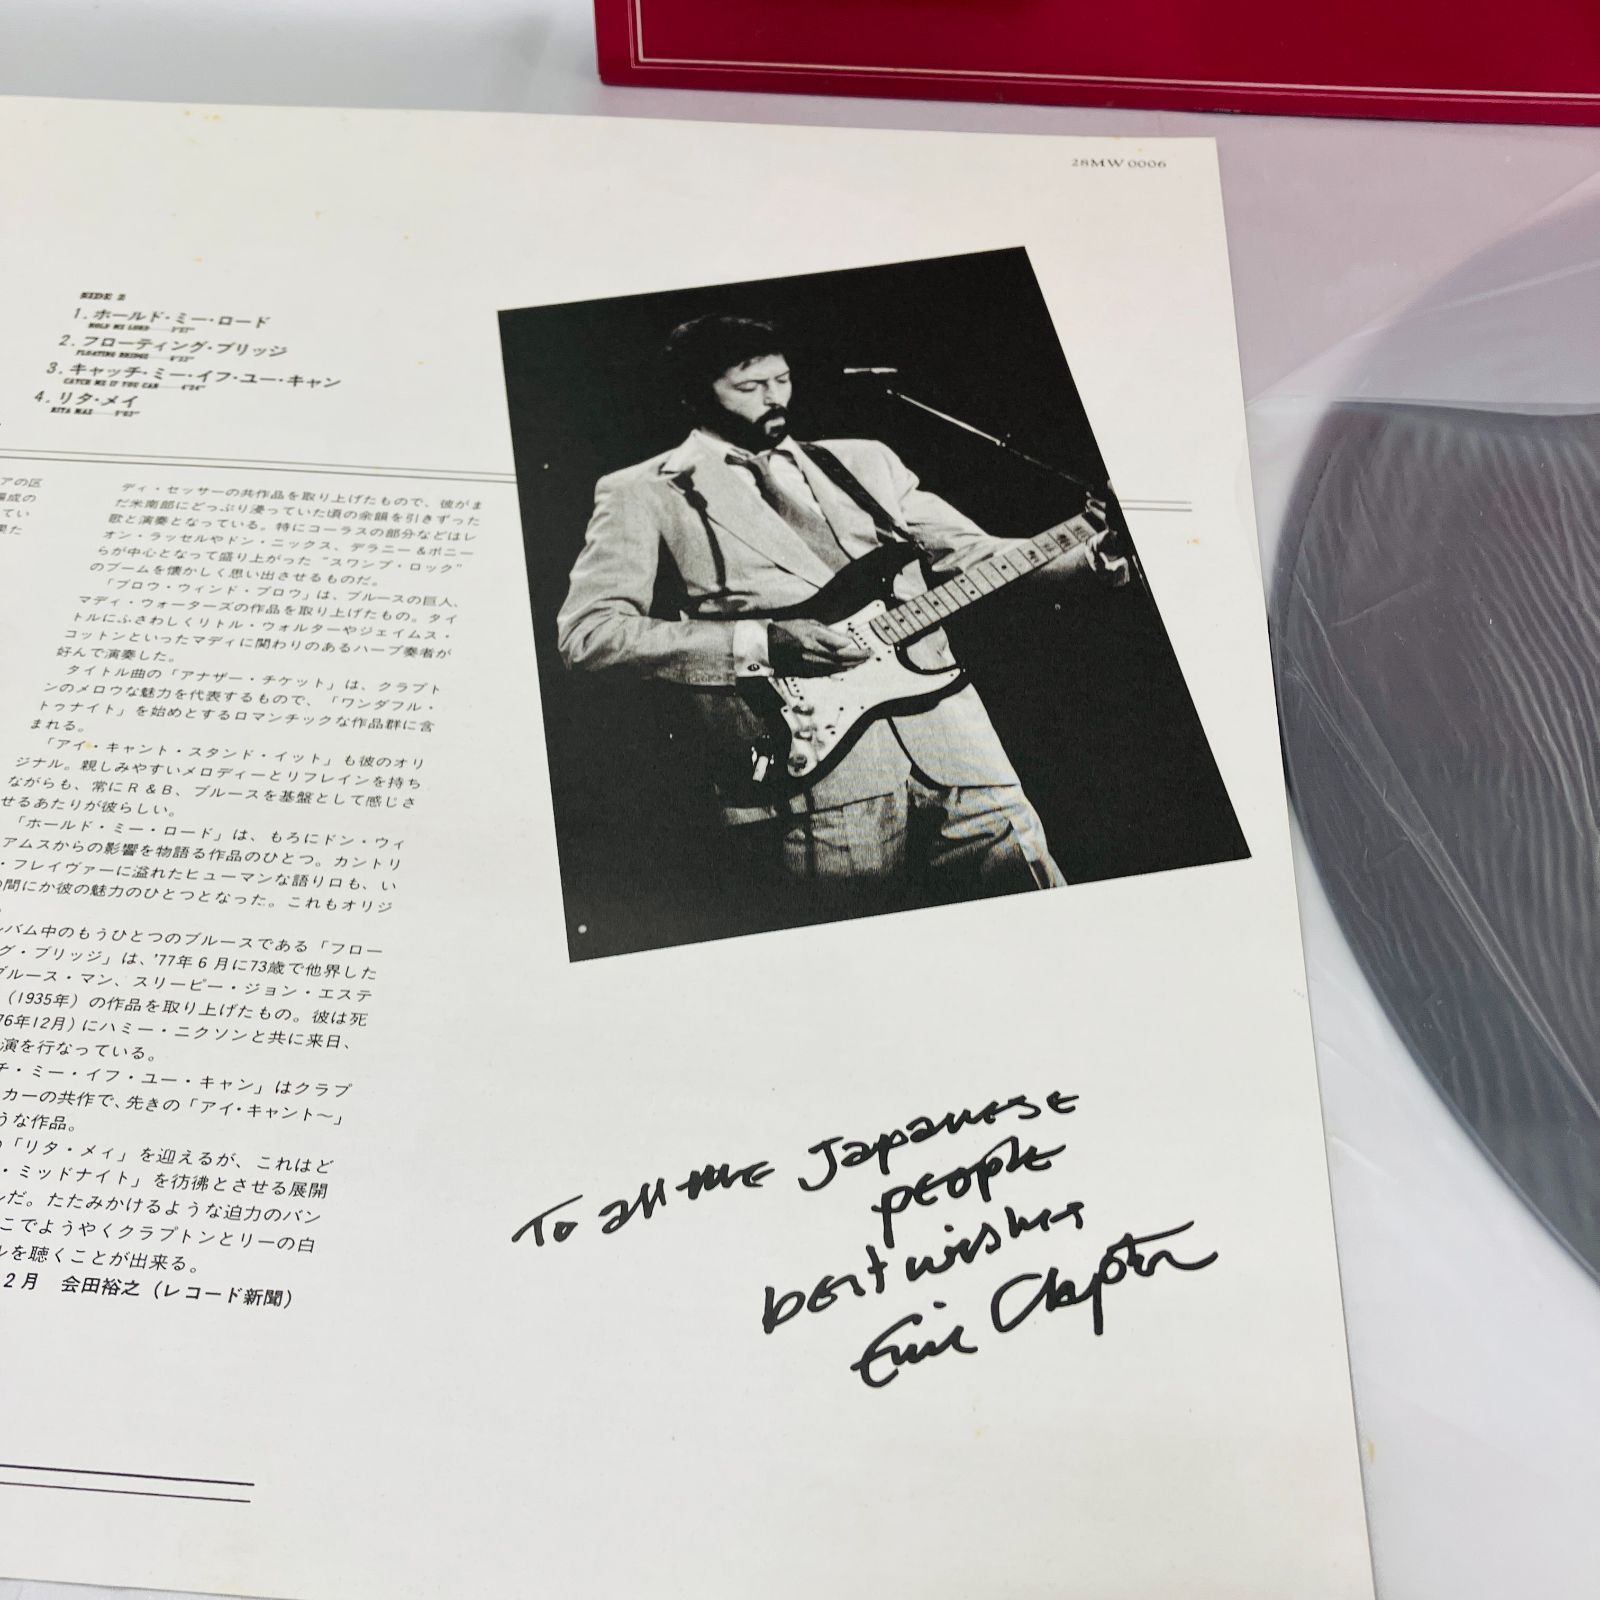 28MW 0006
SIDE 2
1. ホールド・ミー・ロード
HOLD ME LORD
2. フローティング・ブリッジ
FLOATING BRIDGE
3. キャッチ・ミー・イフ・ユー・キャン
CATCH ME IF YOU CAN
4. リタ・メイ
RITA MAE
アの区
編成の
てい
ディ・セッサーの共作品を取り上げたもので、彼がま
だ米南部にどっぷり浸っていた頃の余韻を引きずった
歌と演奏となっている。特にコーラスの部分などはレ
オン・ラッセルやドン・ニックス、デラニー＆ボニー
らが中心となって盛り上がった“スワンプ・ロック”
のブームを懐かしく思い出させるものだ。
「ブロウ・ウィンド・ブロウ」は、ブルースの巨人、
マディ・ウォーターズの作品を取り上げたもの。タイ
トルにふさわしくリトル・ウォルターやジェイムス・
コットンといったマディに関わりのあるハープ奏者が
好んで演奏した。
タイトル曲の「アナザー・チケット」は、クラプト
ンのメロウな魅力を代表するもので、「ワンダフル・
トゥナイト」を始めとするロマンチックな作品群に含
まれる。
「アイ・キャント・スタンド・イット」も彼のオリ
ジナル。親しみやすいメロディーとリフレインを持ち
ながらも、常にR＆B、ブルースを基盤として感じさ
せるあたりが彼らしい。
「ホールド・ミー・ロード」は、もろにドン・ウィ
アムスからの影響を物語る作品のひとつ。カントリ
・フレイヴァーに溢れたヒューマンな語り口も、い
の間にか彼の魅力のひとつとなった。これもオリジ
バム中のもうひとつのブルースである「フロー
グ・ブリッジ」は、'77年6月に73歳で他界した
ブルース・マン、スリーピー・ジョン・エステ
（1935年）の作品を取り上げたもの。彼は死
76年12月）にハミー・ニクソンと共に来日、
演を行なっている。
チ・ミー・イフ・ユー・キャン」はクラプ
カーの共作で、先きの「アイ・キャント〜」
うな作品。
の「リタ・メィ」を迎えるが、これはど
・ミッドナイト」を彷彿とさせる展開
だ。たたみかけるような迫力のバン
こでようやくクラプトンとリーの白
ルを聴くことが出来る。
2月 会田裕之（レコード新聞）
To all the Japanese
people
best wishes
Eric Clapton